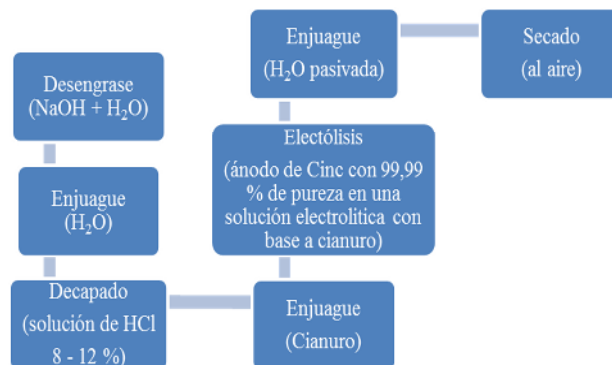 Desengrase
(NaOH + H₂O)
Enjuague
(H₂O)
Decapado
(solución de HCl
8 - 12 %)
Enjuague
(Cianuro)
Electólisis
(ánodo de Cinc con 99,99
% de pureza en una
solución electrolitica con
base a cianuro)
Enjuague
(H₂O pasivada)
Secado
(al aire)